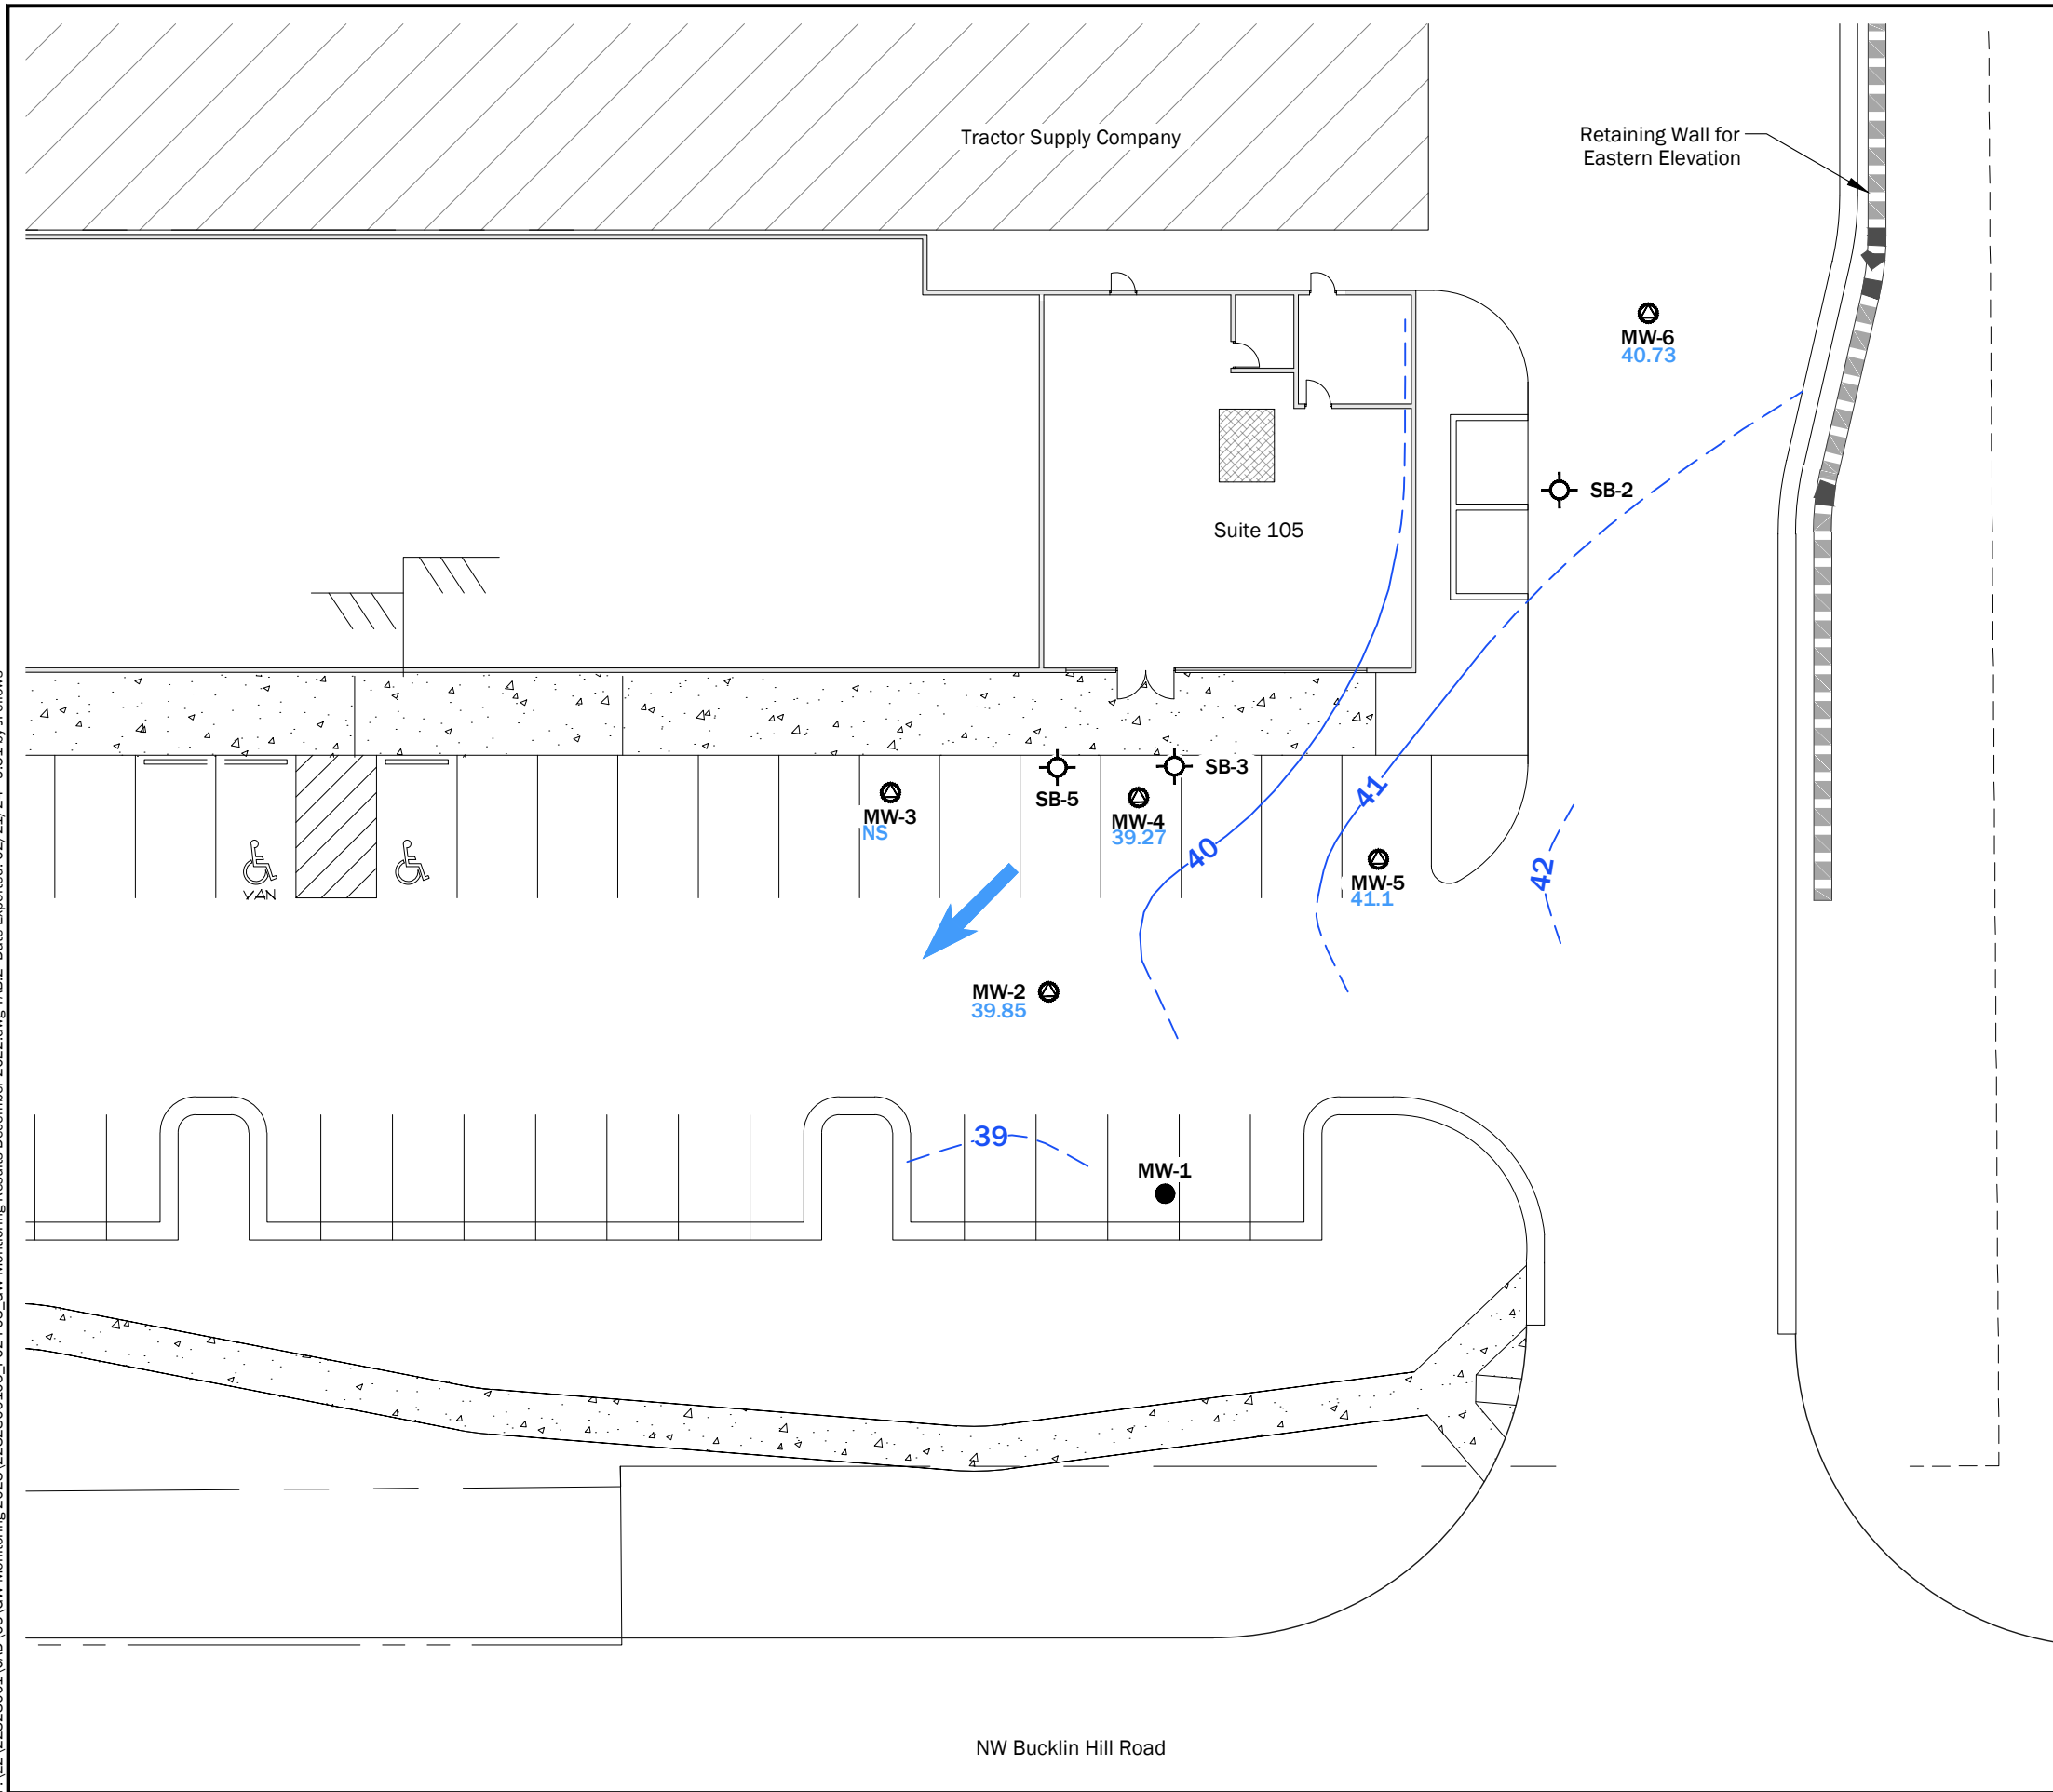 Tractor Supply Company
Retaining Wall for
Eastern Elevation
MW-6
40.73
SB-2
Suite 105
SB-3
SB-5
MW-3
NS
MW-4
39.27
41
40
MW-5
41.1
42
VAN
MW-2
39.85
39
MW-1
NW Bucklin Hill Road